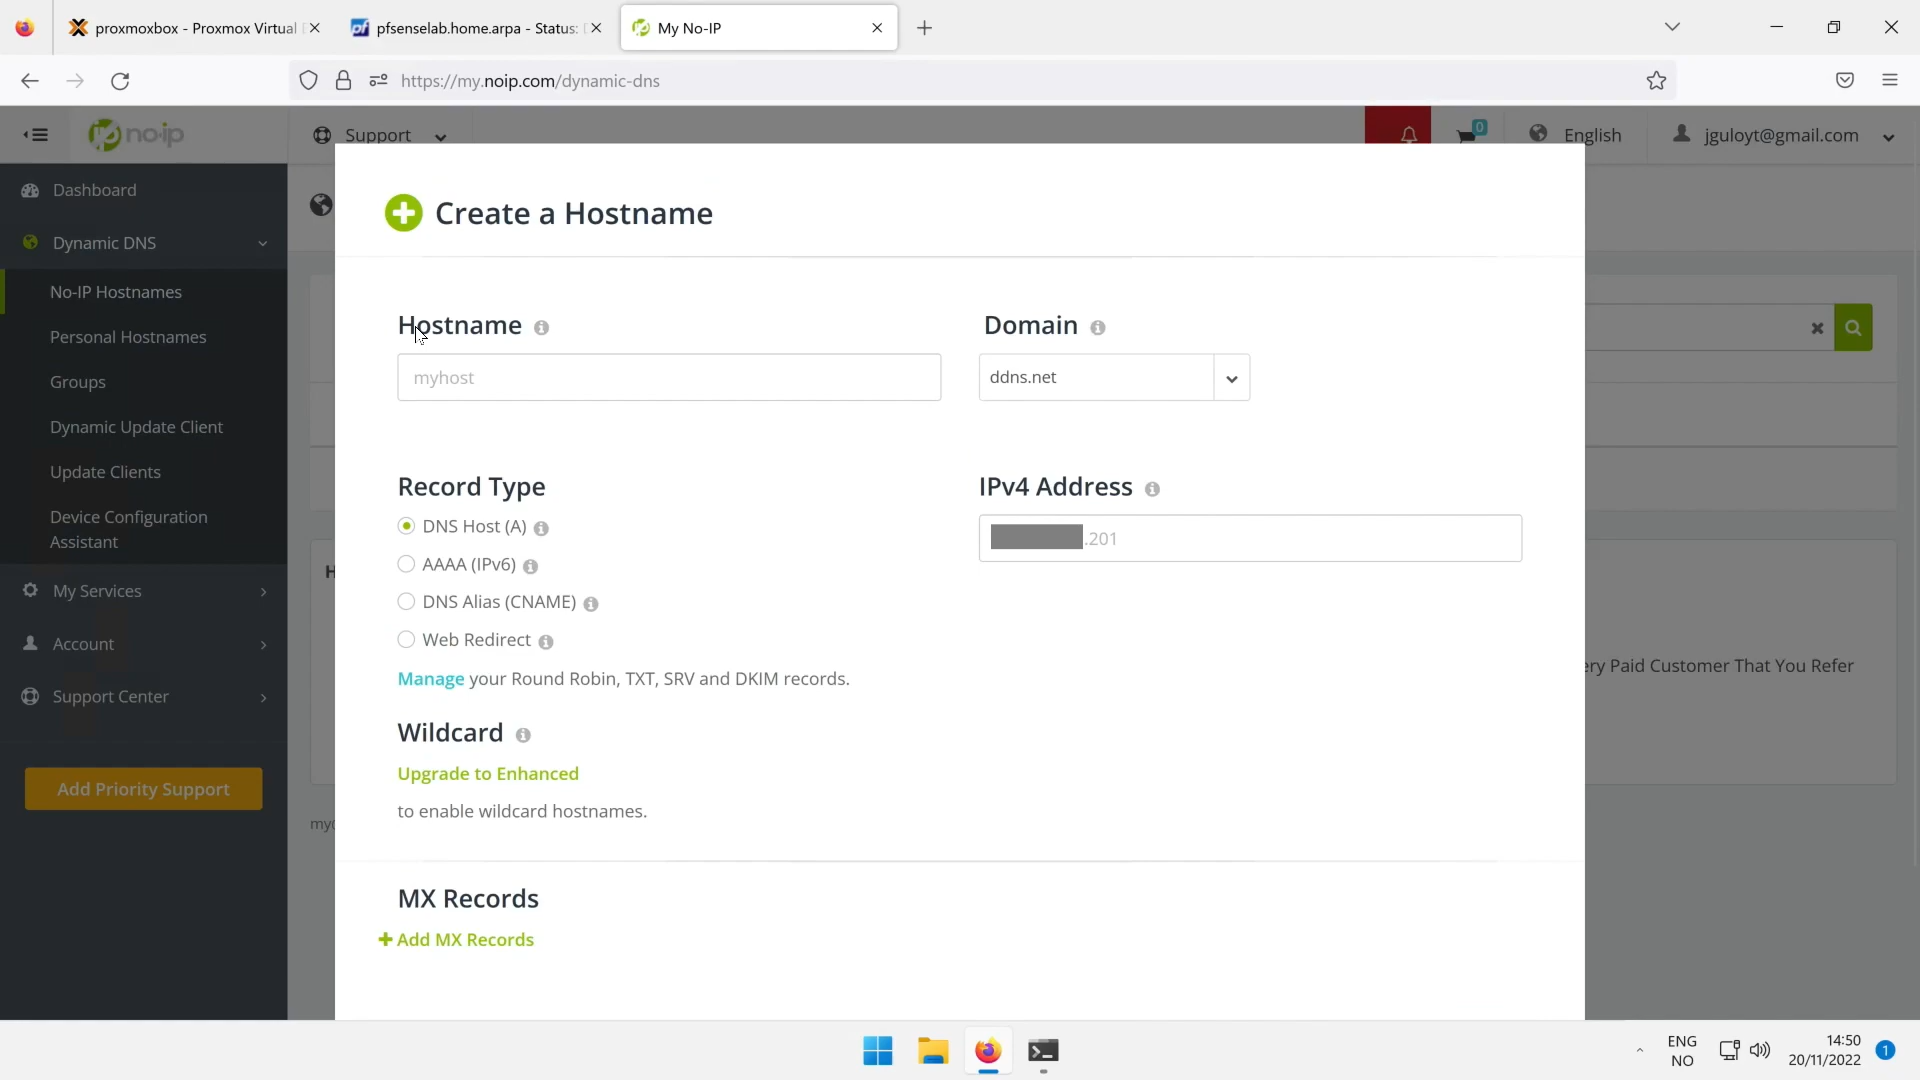 proxmoxbox - Proxmox Virtual
pfsenselab.home.arpa - Status:
My No-IP
https://my.noip.com/dynamic-dns
no-ip
Support
0
English
jguloyt@gmail.com
Dashboard
Dynamic DNS
No-IP Hostnames
Personal Hostnames
Groups
Dynamic Update Client
Update Clients
Device Configuration
Assistant
My Services
Account
Support Center
Add Priority Support
Create a Hostname
Hostname
myhost
Domain
ddns.net
Record Type
DNS Host (A)
AAAA (IPv6)
DNS Alias (CNAME)
Web Redirect
Manage your Round Robin, TXT, SRV and DKIM records.
IPv4 Address
.201
Wildcard
Upgrade to Enhanced
to enable wildcard hostnames.
MX Records
+ Add MX Records
ery Paid Customer That You Refer
ENG
NO
14:50
20/11/2022
1